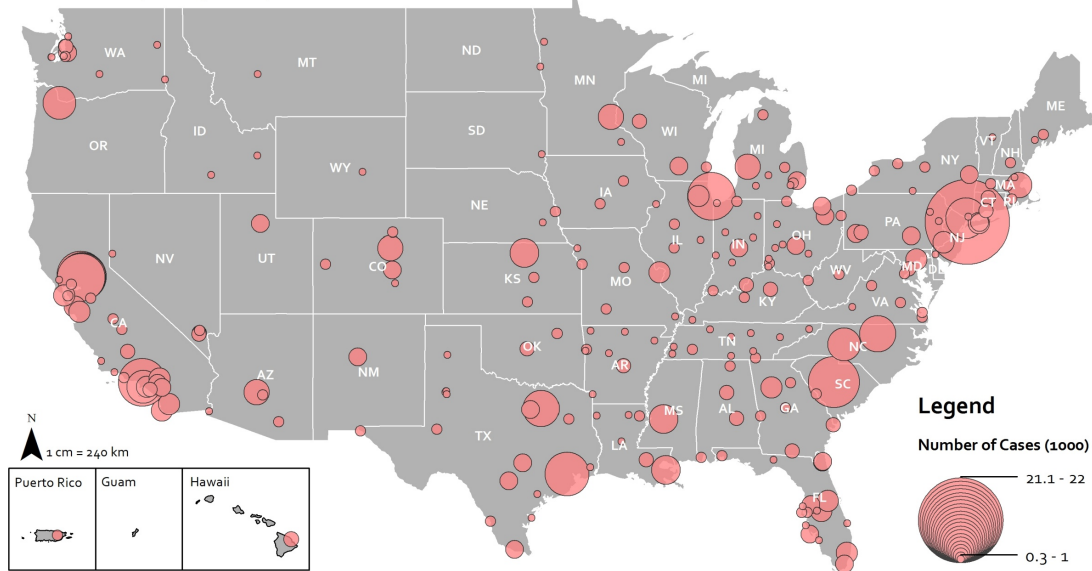 WA
MT
ND
MN
MI
ME
VT
NH
OR
ID
SD
WI
MI
NY
WY
MA
CT
RI
IA
NE
PA
NJ
NV
UT
CO
IL
IN
OH
MD
DE
KS
MO
WV
KY
VA
CA
TN
NC
OK
AR
AZ
NM
SC
MS
AL
GA
TX
LA
FL
N
1 cm = 240 km
Puerto Rico
Guam
Hawaii
Legend
Number of Cases (1000)
21.1 - 22
0.3 - 1